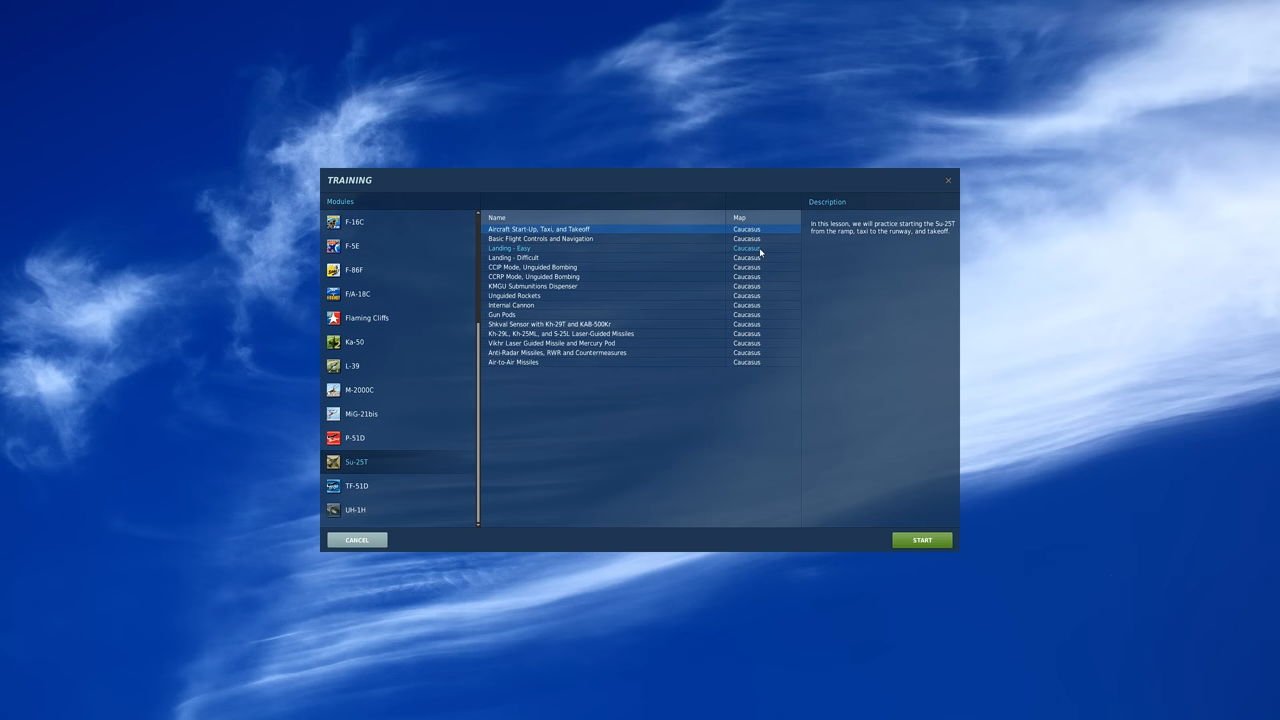 TRAINING
Modules
Description
F-16C
F-5E
F-86F
F/A-18C
Flaming Cliffs
Ka-50
L-39
M-2000C
MiG-21bis
P-51D
Su-25T
TF-51D
UH-1H
Name Map
Aircraft Start-Up, Taxi, and Takeoff Caucasus
Basic Flight Controls and Navigation Caucasus
Landing - Easy Caucasus
Landing - Difficult Caucasus
CCIP Mode, Unguided Bombing Caucasus
CCRP Mode, Unguided Bombing Caucasus
KMGU Submunitions Dispenser Caucasus
Unguided Rockets Caucasus
Internal Cannon Caucasus
Gun Pods Caucasus
Shkval Sensor with Kh-29T and KAB-500Kr Caucasus
Kh-29L, Kh-25ML, and S-25L Laser-Guided Missiles Caucasus
Vikhr Laser Guided Missile and Mercury Pod Caucasus
Anti-Radar Missiles, RWR and Countermeasures Caucasus
Air-to-Air Missiles Caucasus
In this lesson, we will practice starting the Su-25T
from the ramp, taxi to the runway, and takeoff.
CANCEL
START